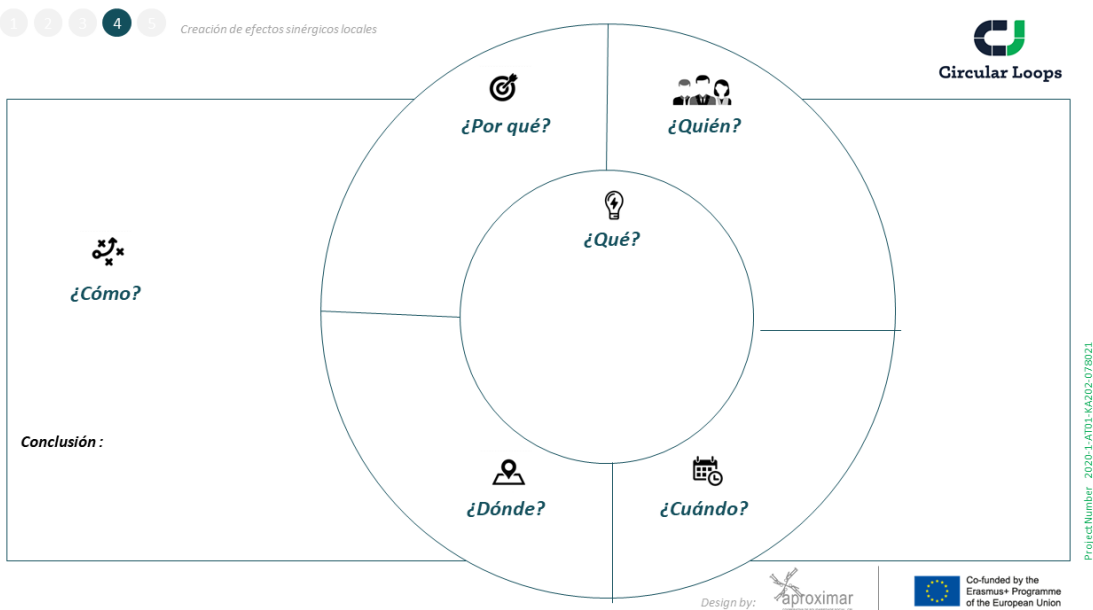 1 2 3 4 5
Creación de efectos sinérgicos locales
Circular Loops
¿Por qué?
¿Quién?
¿Qué?
¿Cómo?
Conclusión :
¿Dónde?
¿Cuándo?
Project Number 2020-1-AT01-KA202-078021
Design by:
aproximar
Co-funded by the
Erasmus+ Programme
of the European Union